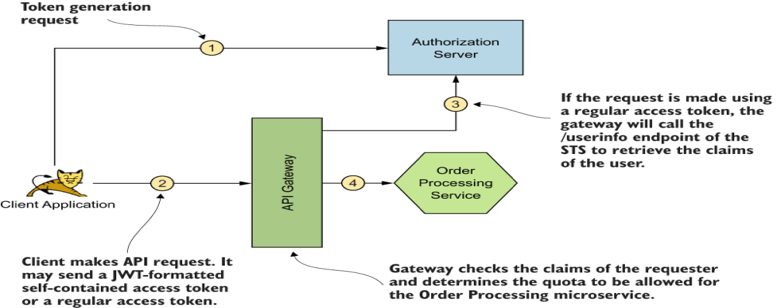 Token generation
request
1
Authorization
Server
3
If the request is made using
a regular access token, the
gateway will call the
/userinfo endpoint of the
STS to retrieve the claims
of the user.
API Gateway
2
4
Order
Processing
Service
Client Application
Client makes API request. It
may send a JWT-formatted
self-contained access token
or a regular access token.
Gateway checks the claims of the requester
and determines the quota to be allowed for
the Order Processing microservice.